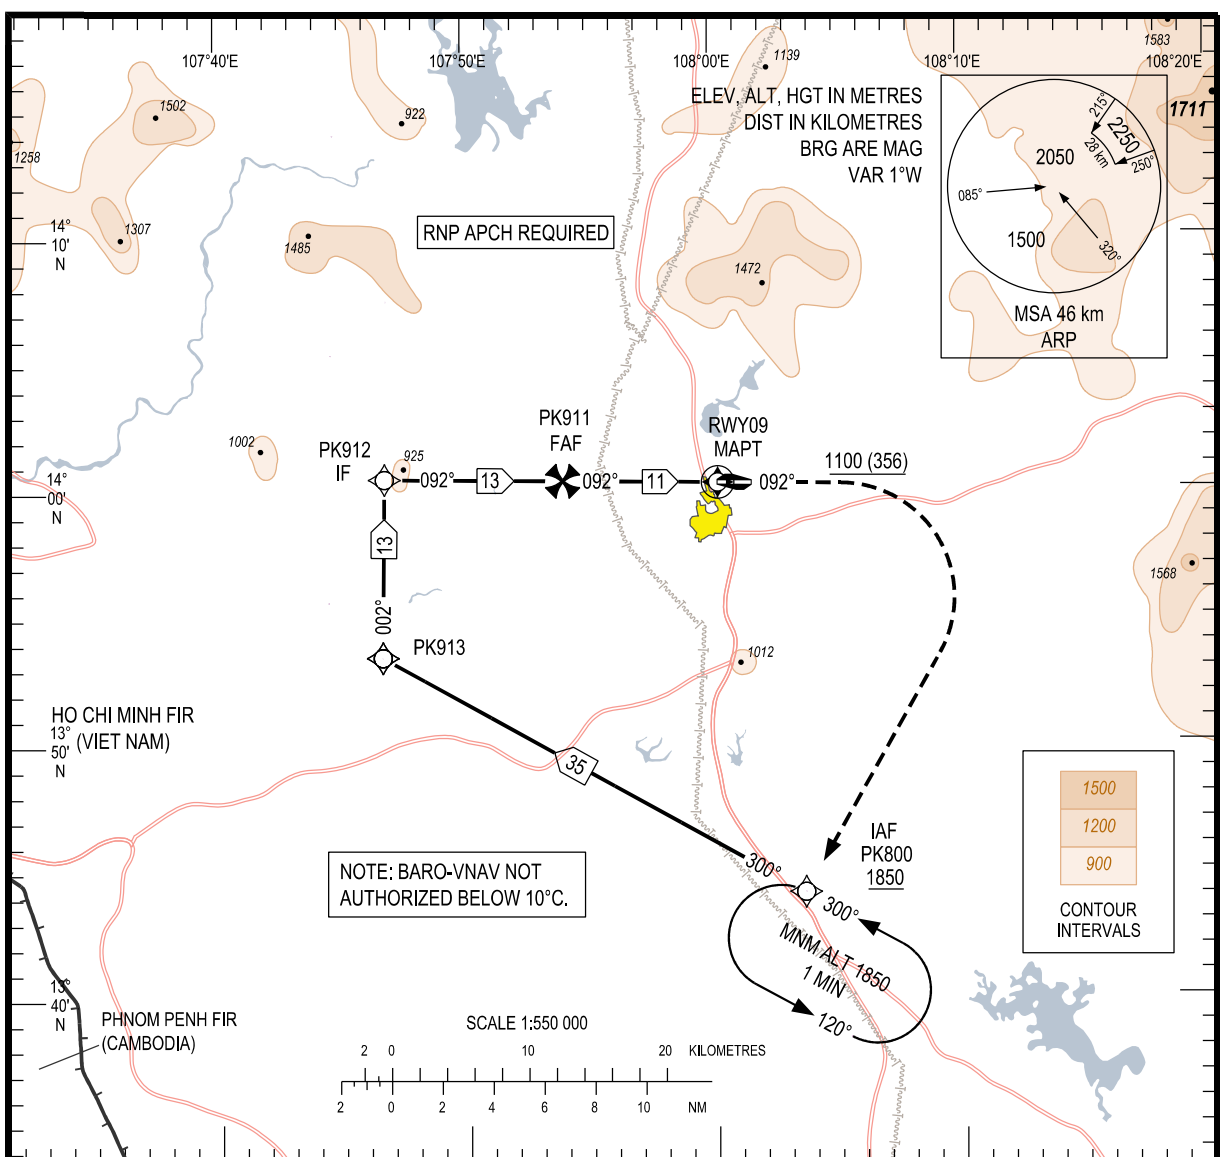 107°40'E
107°50'E
108°00'E
108°10'E
108°20'E
1583
1139
1502
922
1258
1711
ELEV, ALT, HGT IN METRES
DIST IN KILOMETRES
BRG ARE MAG
VAR 1°W
215°
2250
28 km
250°
2050
085°
1500
320°
MSA 46 km
ARP
1307
1485
14°
10'
N
RNP APCH REQUIRED
1472
PK911
FAF
RWY09
MAPT
PK912
IF
1002
925
1100 (356)
14°
00'
N
092°
13
092°
11
092°
13
1568
002°
PK913
1012
HO CHI MINH FIR
(VIET NAM)
13°
50'
N
35
1500
1200
900
CONTOUR
INTERVALS
IAF
PK800
1850
NOTE: BARO-VNAV NOT
AUTHORIZED BELOW 10°C.
300°
300°
MNM ALT 1850
1 MIN
120°
13°
40'
N
PHNOM PENH FIR
(CAMBODIA)
SCALE 1:550 000
2 0 10 20 KILOMETRES
2 0 2 4 6 8 10 NM